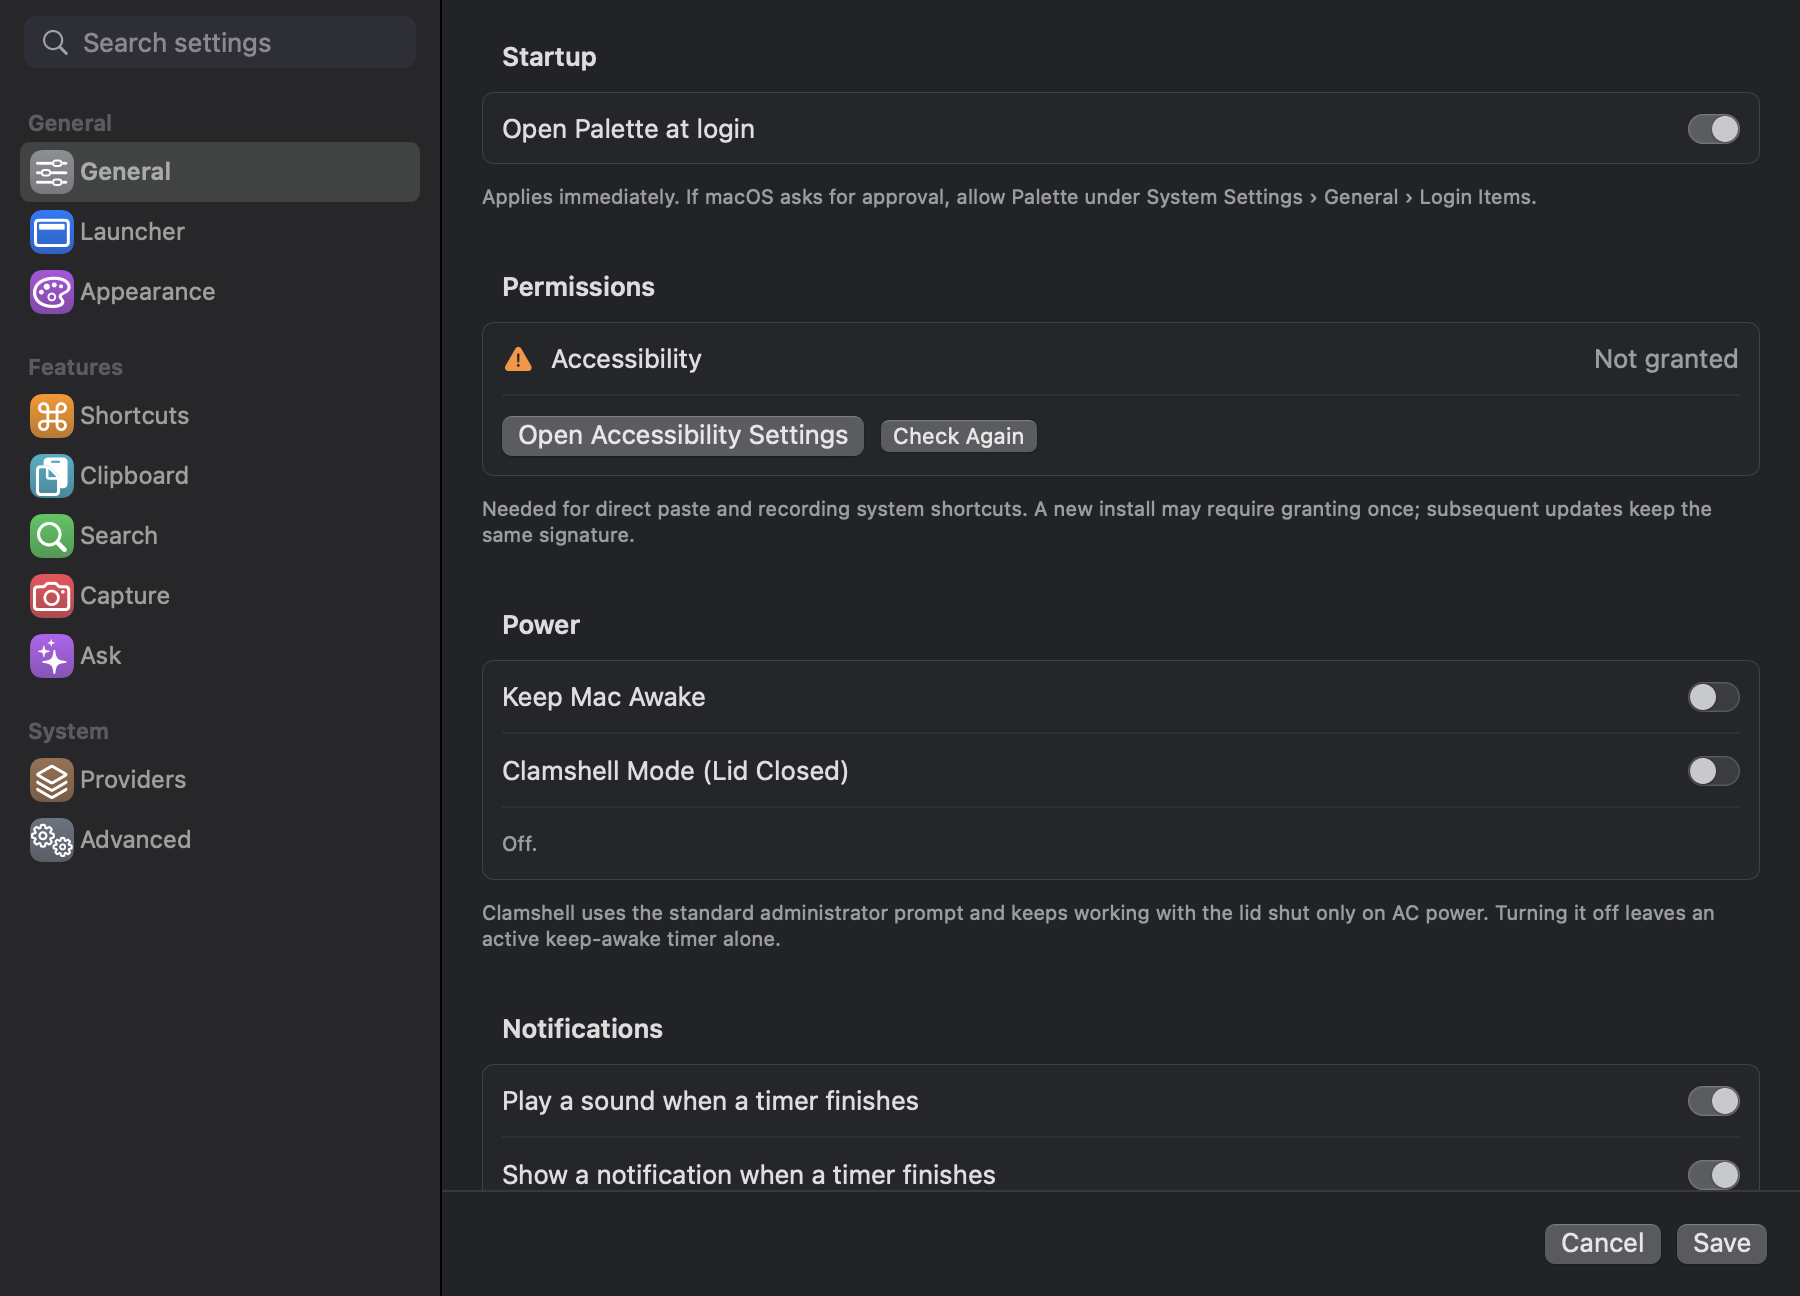 Search settings
General
General
Launcher
Appearance
Features
Shortcuts
Clipboard
Search
Capture
Ask
System
Providers
Advanced
Startup
Open Palette at login
Applies immediately. If macOS asks for approval, allow Palette under System Settings › General › Login Items.
Permissions
Accessibility
Not granted
Open Accessibility Settings
Check Again
Needed for direct paste and recording system shortcuts. A new install may require granting once; subsequent updates keep the
same signature.
Power
Keep Mac Awake
Clamshell Mode (Lid Closed)
Off.
Clamshell uses the standard administrator prompt and keeps working with the lid shut only on AC power. Turning it off leaves an
active keep-awake timer alone.
Notifications
Play a sound when a timer finishes
Show a notification when a timer finishes
Cancel
Save